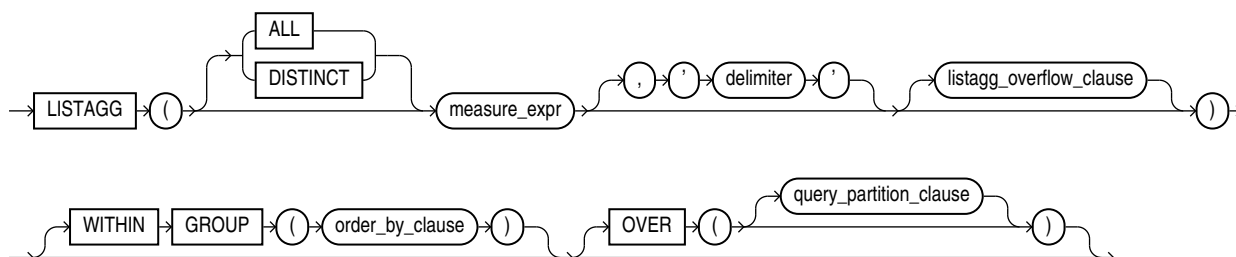 ALL
DISTINCT
LISTAGG ( measure_expr , ’ delimiter ’ listagg_overflow_clause )
WITHIN GROUP ( order_by_clause ) OVER ( query_partition_clause )